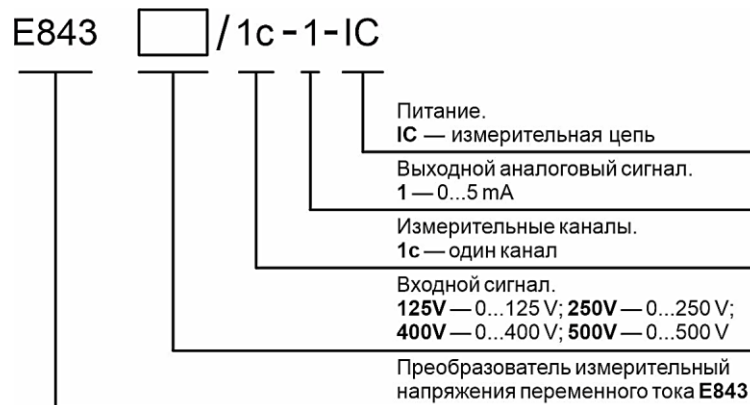 E843 / 1c - 1 - IC
Питание.
IC — измерительная цепь
Выходной аналоговый сигнал.
1 — 0...5 mA
Измерительные каналы.
1c — один канал
Входной сигнал.
125V — 0...125 V; 250V — 0...250 V;
400V — 0...400 V; 500V — 0...500 V
Преобразователь измерительный
напряжения переменного тока E843